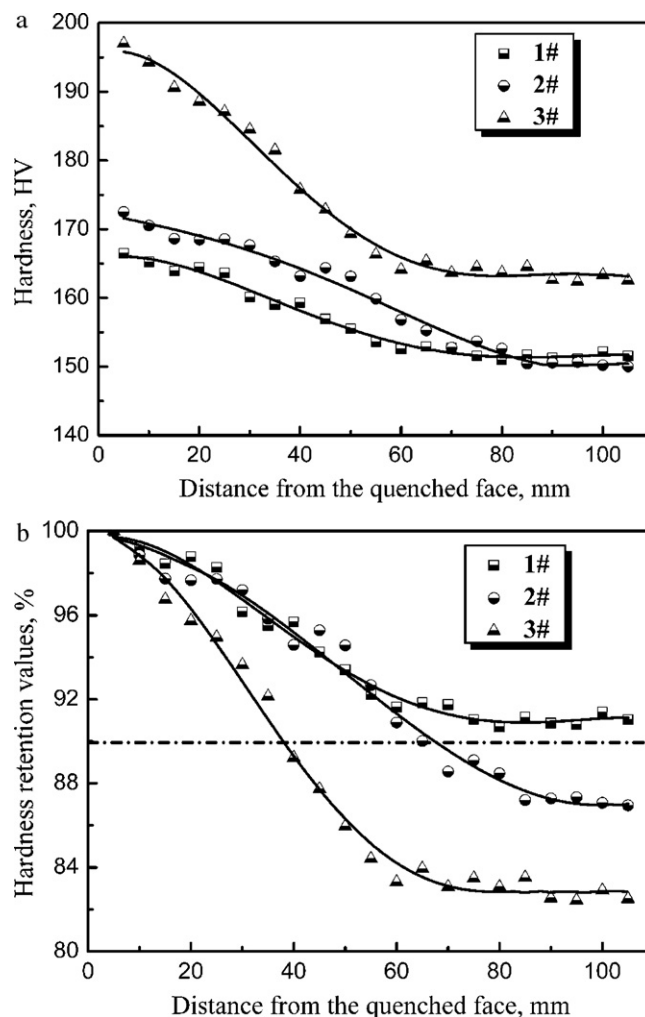 a
200
190
180
170
160
150
140
Hardness, HV
1#
2#
3#
0 20 40 60 80 100
Distance from the quenched face, mm
b
100
96
92
88
84
80
Hardness retention values, %
1#
2#
3#
0 20 40 60 80 100
Distance from the quenched face, mm